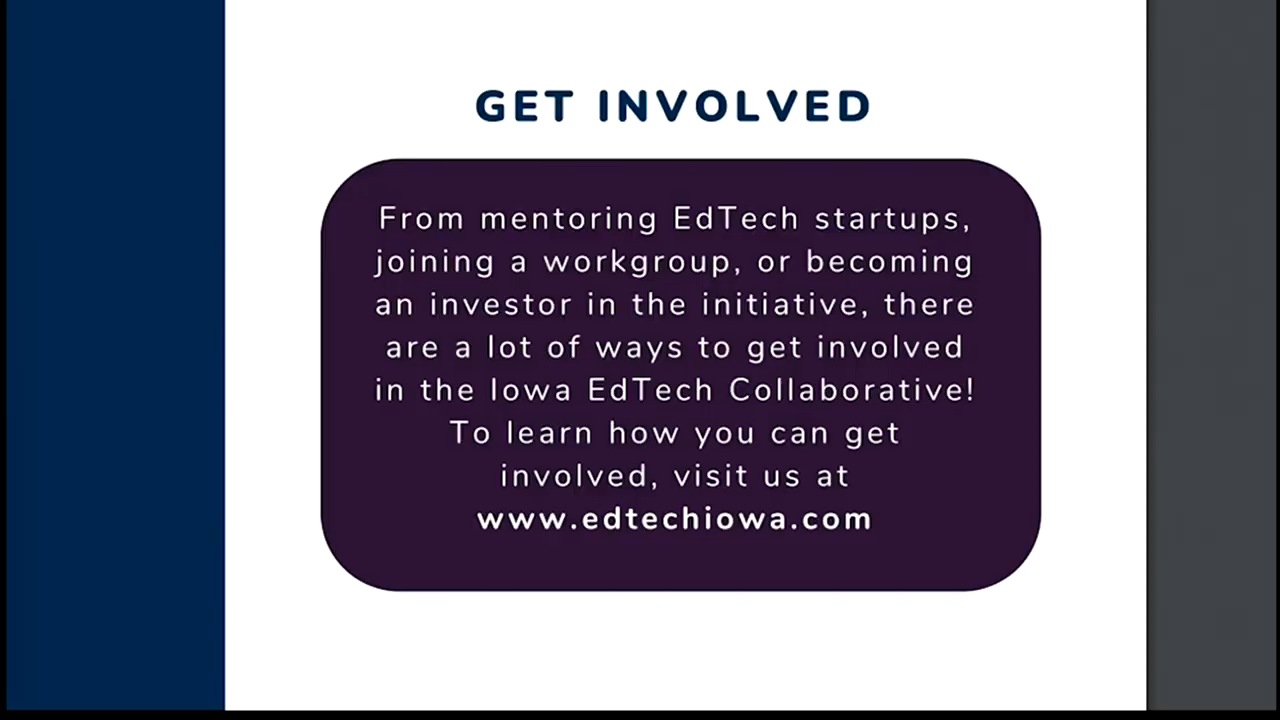 GET INVOLVED
From mentoring EdTech startups,
joining a workgroup, or becoming
an investor in the initiative, there
are a lot of ways to get involved
in the Iowa EdTech Collaborative!
To learn how you can get
involved, visit us at
www.edtechiowa.com